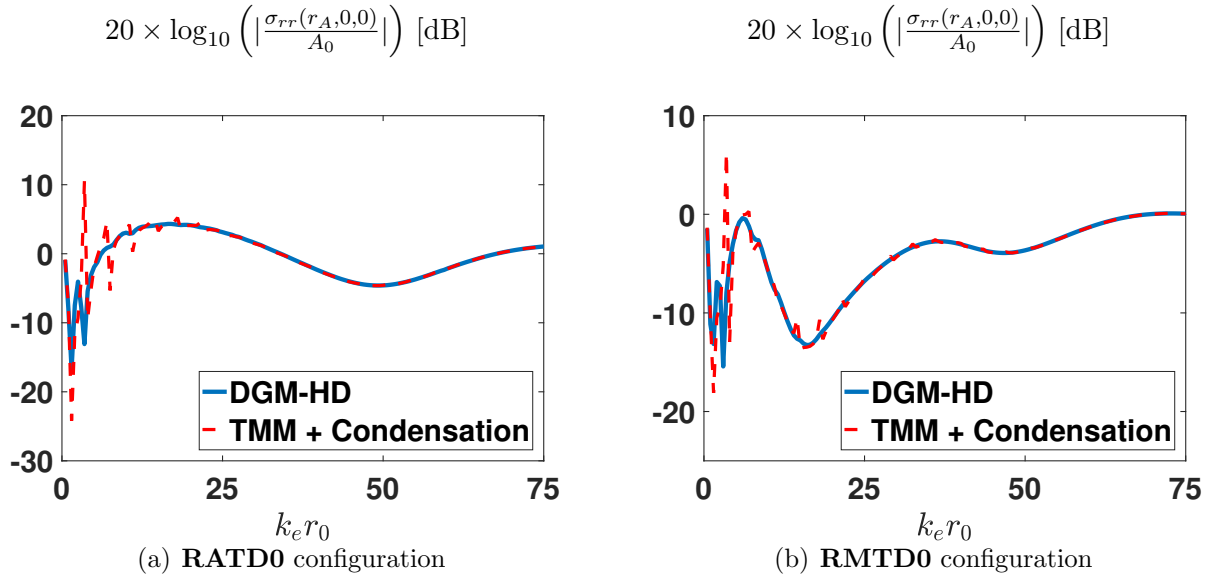 20 × log₁₀ (|σᵣᵣ(r_A,0,0)/A₀|) [dB]
20
10
0
-10
-20
-30
0
25
50
75
DGM-HD
TMM + Condensation
kₑr₀
(a) RATD0 configuration
20 × log₁₀ (|σᵣᵣ(r_A,0,0)/A₀|) [dB]
10
0
-10
-20
0
25
50
75
DGM-HD
TMM + Condensation
kₑr₀
(b) RMTD0 configuration